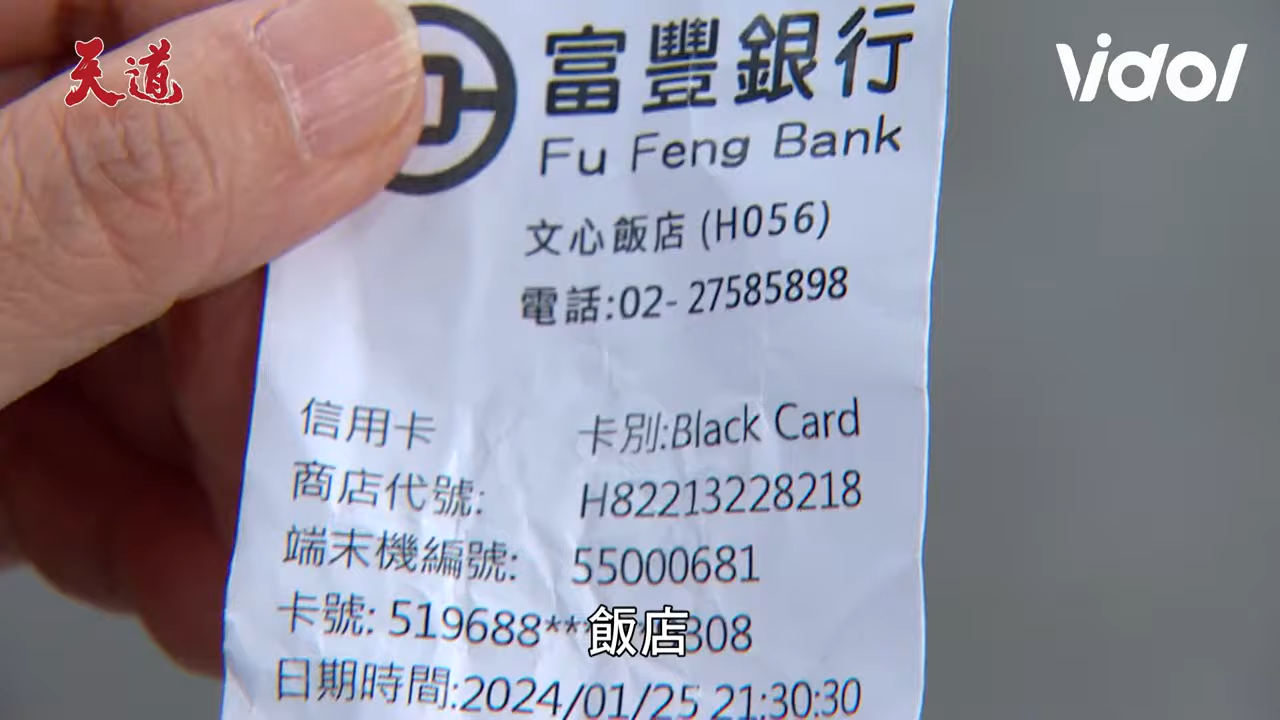 天道
vidol
富豐銀行
Fu Feng Bank
文心飯店 (H056)
電話:02- 27585898
信用卡 卡別:Black Card
商店代號: H82213228218
端末機編號: 55000681
卡號: 519688**
308
日期時間:2024/01/25 21:30:30
飯店